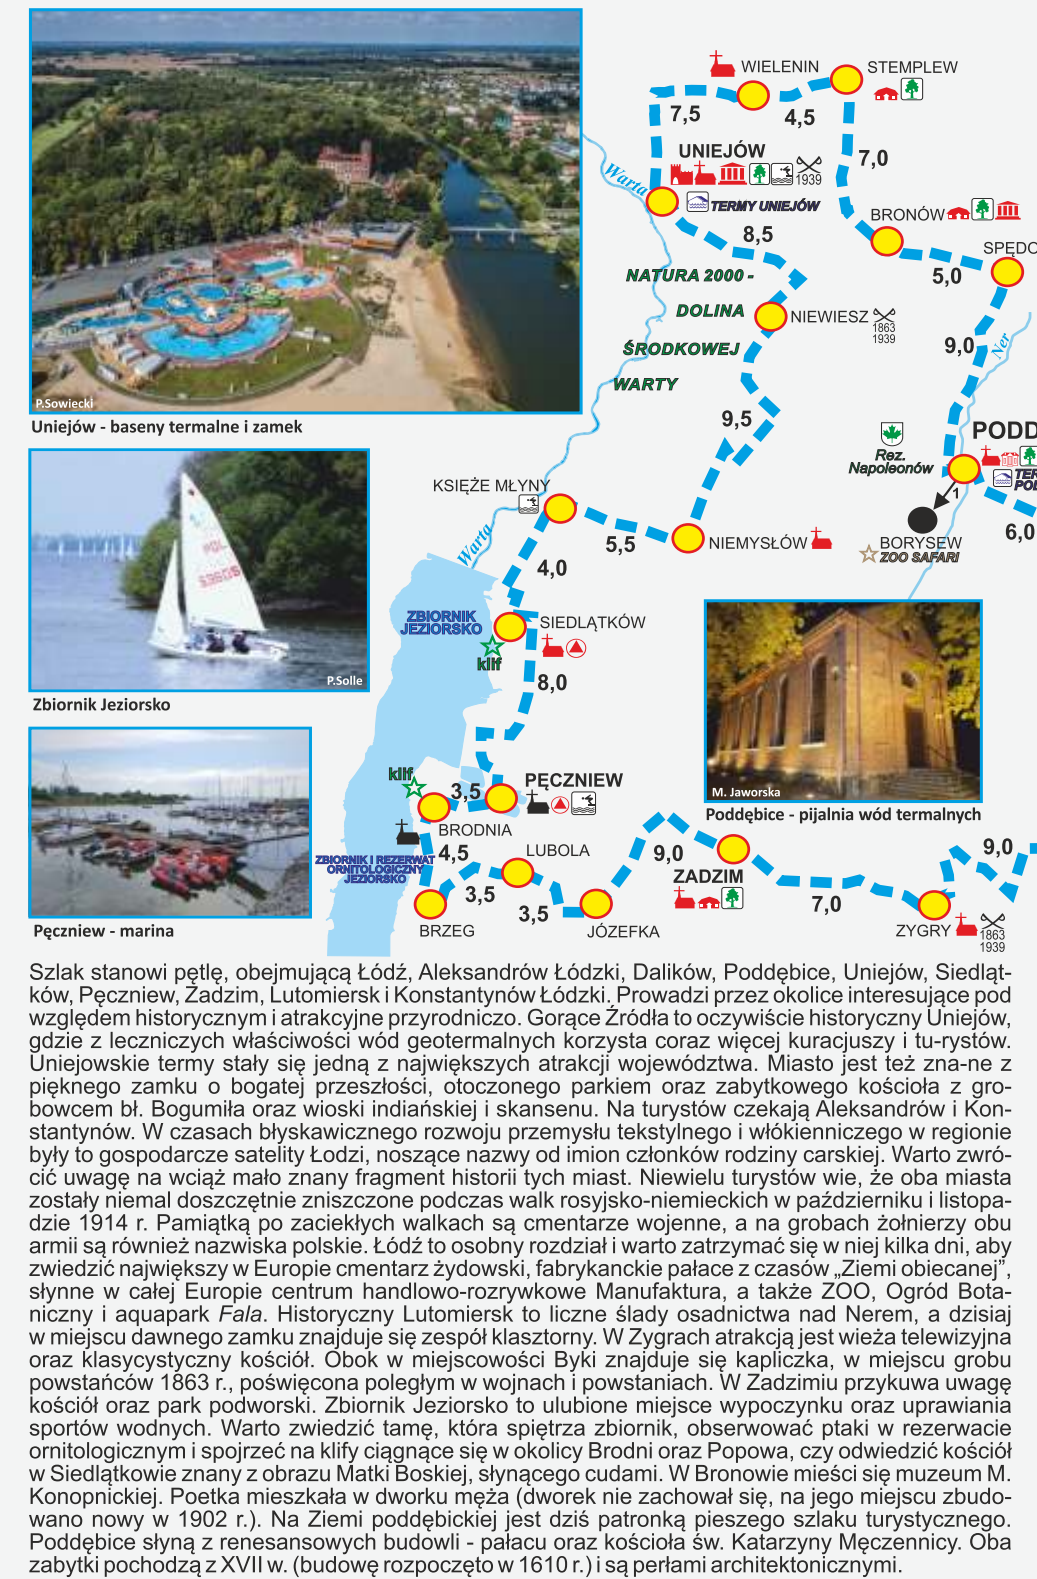 P.Sowiecki
Uniejów - baseny termalne i zamek
P.Solle
Zbiornik Jeziorsko
Pęczniew - marina
WIELENIN
STEMPLEW
7,5
4,5
7,0
UNIEJÓW
1939
Warta
TERMY UNIEJÓW
8,5
BRONÓW
SPĘDO
5,0
NATURA 2000 -
DOLINA
ŚRODKOWEJ
WARTY
NIEWIESZ
1863
1939
9,0
Ner
9,5
Rez.
Napoleonów
PODD
TER
POD
1
6,0
BORYSEW
ZOO SAFARI
KSIĘŻE MŁYNY
Warta
5,5
NIEMYSŁÓW
4,0
ZBIORNIK
JEZIORSKO
SIEDLĄTKÓW
klif
8,0
M. Jaworska
Poddębice - pijalnia wód termalnych
klif
3,5
PĘCZNIEW
BRODNIA
ZBIORNIK I REZERWAT
ORNITOLOGICZNY
JEZIORSKO
4,5
LUBOLA
3,5
3,5
BRZEG
JÓZEFKA
9,0
ZADZIM
7,0
9,0
ZYGRY
1863
1939
Szlak stanowi pętlę, obejmującą Łódź, Aleksandrów Łódzki, Dalików, Poddębice, Uniejów, Siedląt-
ków, Pęczniew, Zadzim, Lutomiersk i Konstantynów Łódzki. Prowadzi przez okolice interesujące pod
względem historycznym i atrakcyjne przyrodniczo. Gorące Źródła to oczywiście historyczny Uniejów,
gdzie z leczniczych właściwości wód geotermalnych korzysta coraz więcej kuracjuszy i tu-rystów.
Uniejowskie termy stały się jedną z największych atrakcji województwa. Miasto jest też zna-ne z
pięknego zamku o bogatej przeszłości, otoczonego parkiem oraz zabytkowego kościoła z gro-
bowcem bł. Bogumiła oraz wioski indiańskiej i skansenu. Na turystów czekają Aleksandrów i Kon-
stantynów. W czasach błyskawicznego rozwoju przemysłu tekstylnego i włókienniczego w regionie
były to gospodarcze satelity Łodzi, noszące nazwy od imion członków rodziny carskiej. Warto zwró-
cić uwagę na wciąż mało znany fragment historii tych miast. Niewielu turystów wie, że oba miasta
zostały niemal doszczętnie zniszczone podczas walk rosyjsko-niemieckich w październiku i listopa-
dzie 1914 r. Pamiątką po zaciekłych walkach są cmentarze wojenne, a na grobach żołnierzy obu
armii są również nazwiska polskie. Łódź to osobny rozdział i warto zatrzymać się w niej kilka dni, aby
zwiedzić największy w Europie cmentarz żydowski, fabrykanckie pałace z czasów „Ziemi obiecanej”,
słynne w całej Europie centrum handlowo-rozrywkowe Manufaktura, a także ZOO, Ogród Bota-
niczny i aquapark Fala. Historyczny Lutomiersk to liczne ślady osadnictwa nad Nerem, a dzisiaj
w miejscu dawnego zamku znajduje się zespół klasztorny. W Zygrach atrakcją jest wieża telewizyjna
oraz klasycystyczny kościół. Obok w miejscowości Byki znajduje się kapliczka, w miejscu grobu
powstańców 1863 r., poświęcona poległym w wojnach i powstaniach. W Zadzimiu przykuwa uwagę
kościół oraz park podworski. Zbiornik Jeziorsko to ulubione miejsce wypoczynku oraz uprawiania
sportów wodnych. Warto zwiedzić tamę, która spiętrza zbiornik, obserwować ptaki w rezerwacie
ornitologicznym i spojrzeć na klify ciągnące się w okolicy Brodni oraz Popowa, czy odwiedzić kościół
w Siedlątkowie znany z obrazu Matki Boskiej, słynącego cudami. W Bronowie mieści się muzeum M.
Konopnickiej. Poetka mieszkała w dworku męża (dworek nie zachował się, na jego miejscu zbudo-
wano nowy w 1902 r.). Na Ziemi poddębickiej jest dziś patronką pieszego szlaku turystycznego.
Poddębice słyną z renesansowych budowli - pałacu oraz kościoła św. Katarzyny Męczennicy. Oba
zabytki pochodzą z XVII w. (budowę rozpoczęto w 1610 r.) i są perłami architektonicznymi.